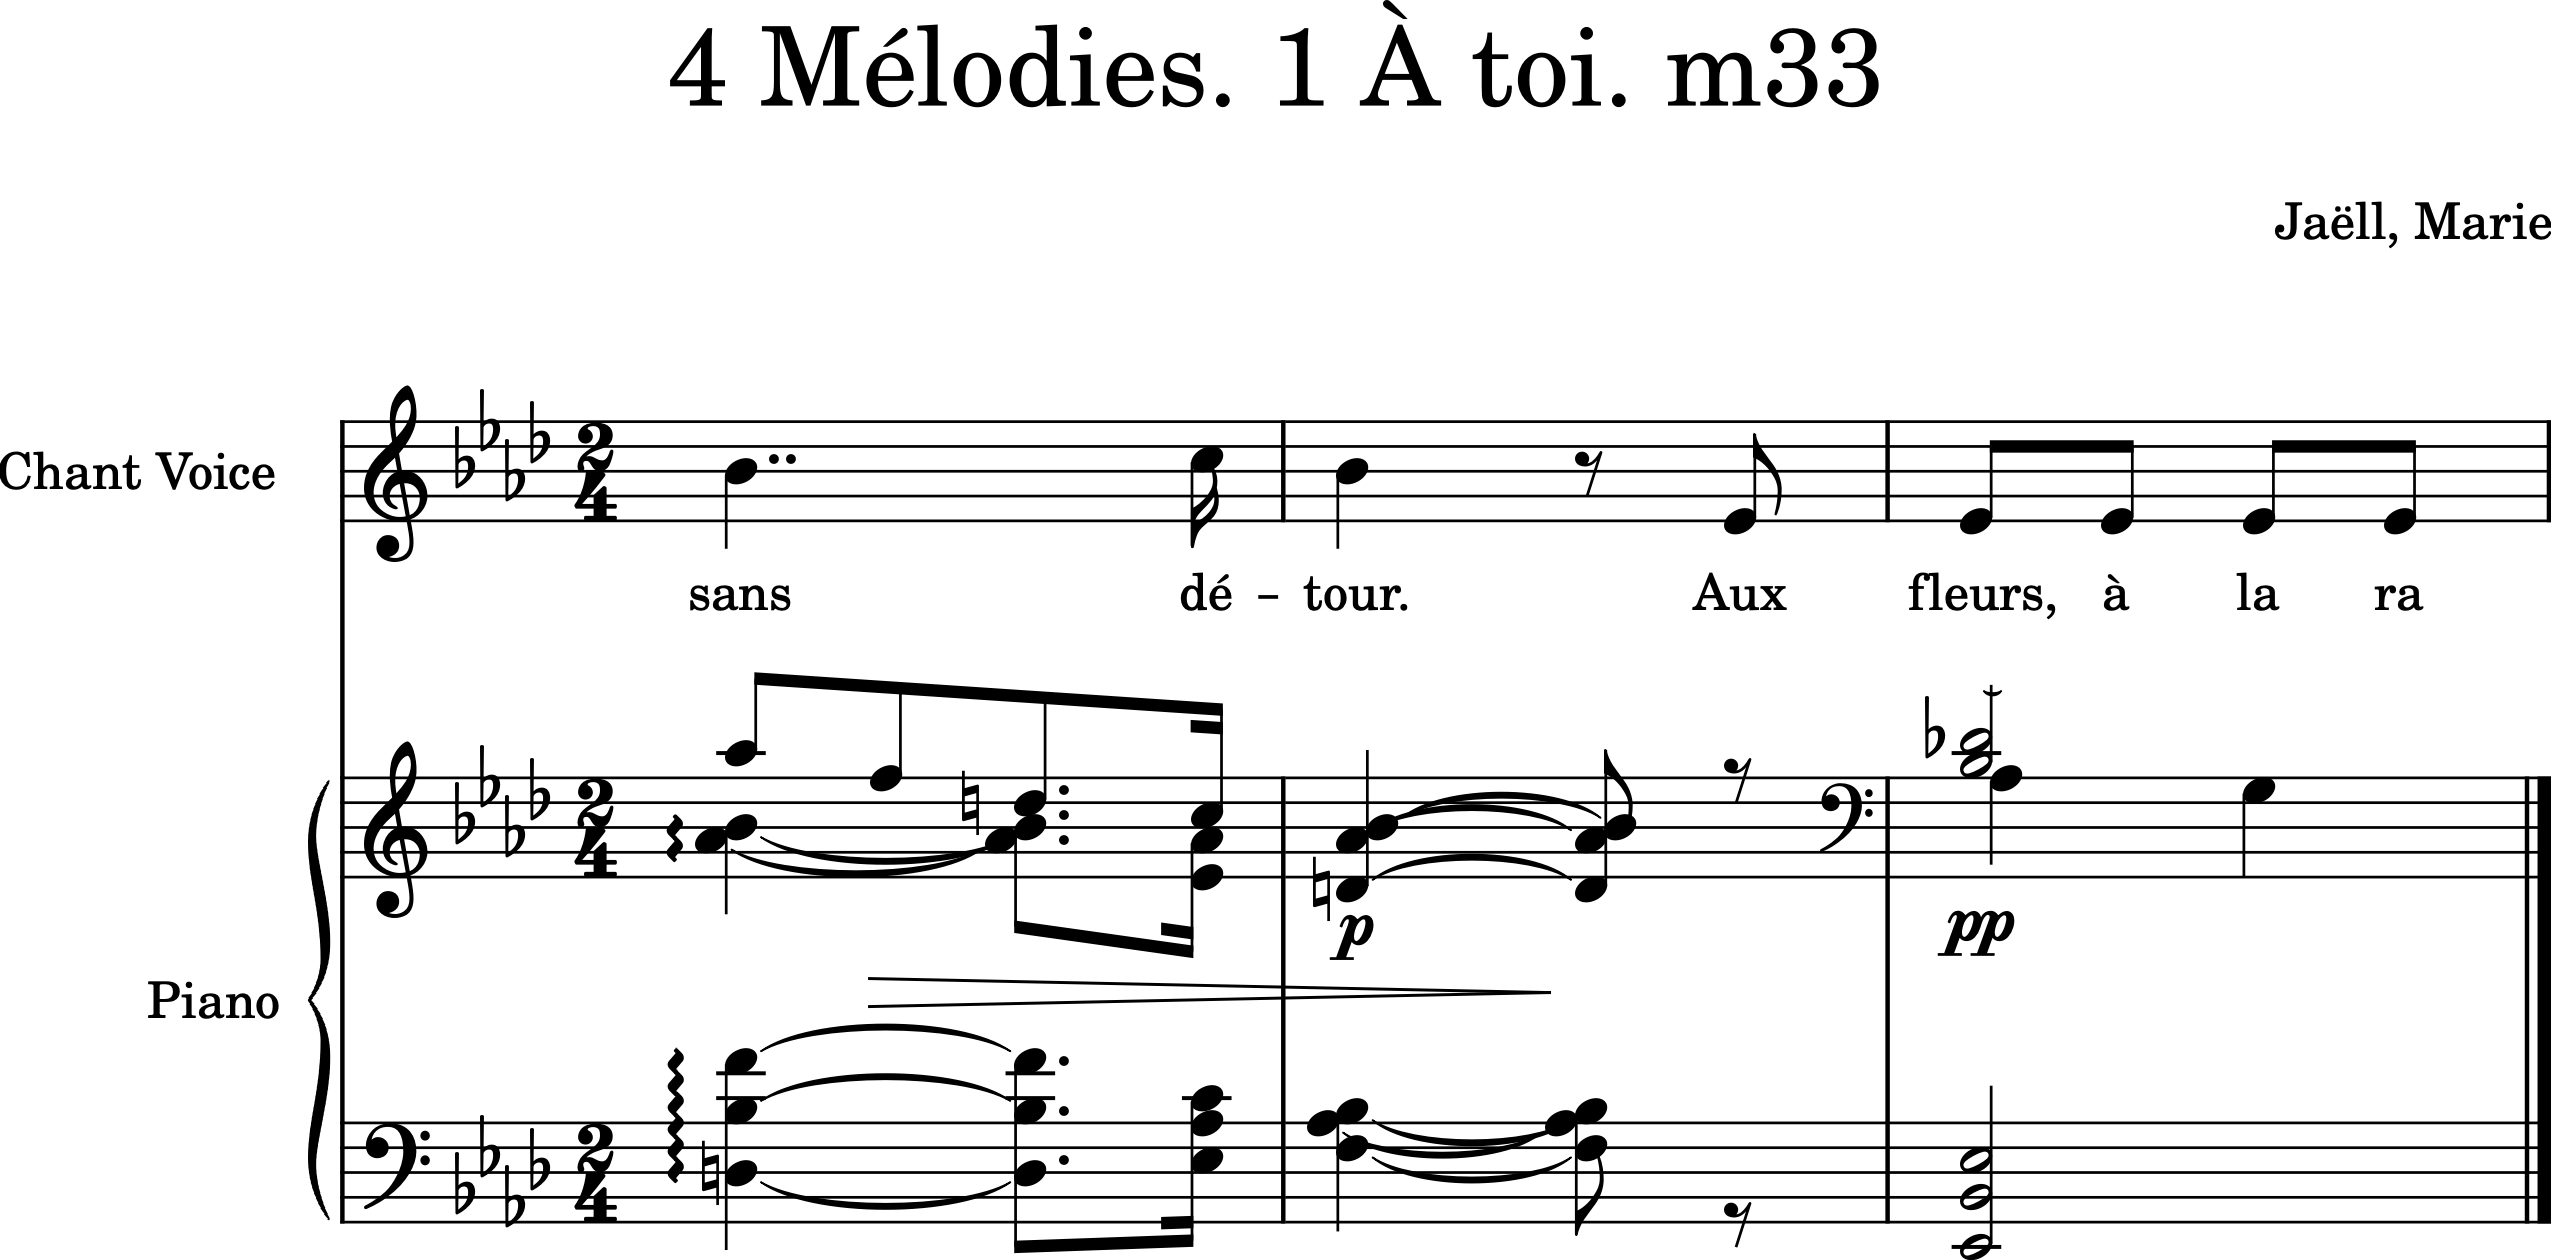 4 Mélodies. 1 À toi. m33
Jaëll, Marie
Chant Voice
sans dé - tour. Aux fleurs, à la ra
p pp
Piano